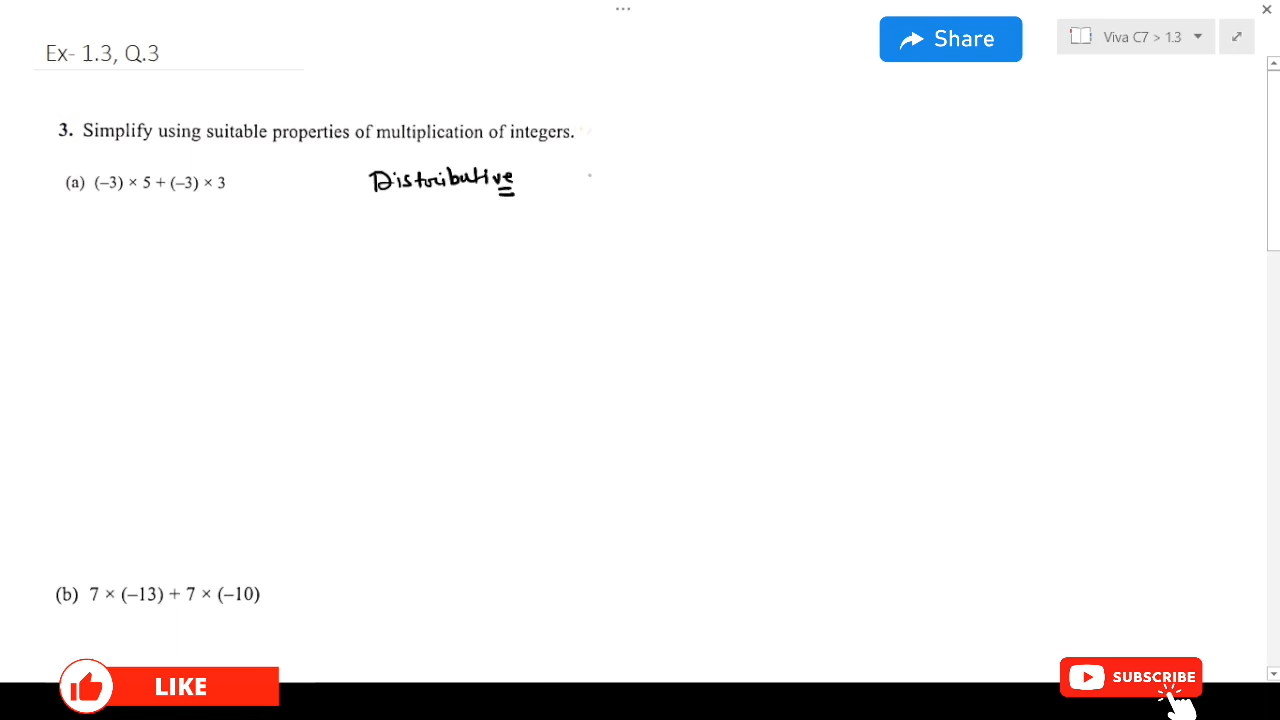 Ex- 1.3, Q.3
Share
Viva C7 > 1.3
3. Simplify using suitable properties of multiplication of integers.
(a) (–3) × 5 + (–3) × 3
Distributive
(b) 7 × (–13) + 7 × (–10)
LIKE
SUBSCRIBE